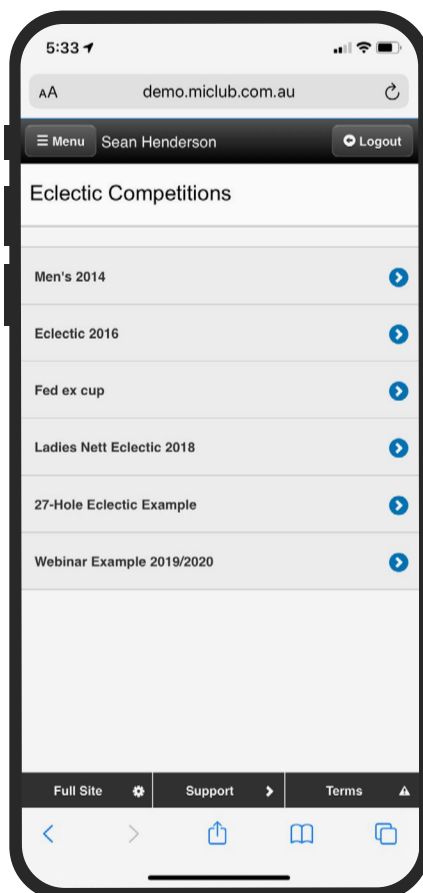 5:33
AA demo.miclub.com.au
Menu Sean Henderson Logout
Eclectic Competitions
Men's 2014
Eclectic 2016
Fed ex cup
Ladies Nett Eclectic 2018
27-Hole Eclectic Example
Webinar Example 2019/2020
Full Site Support Terms